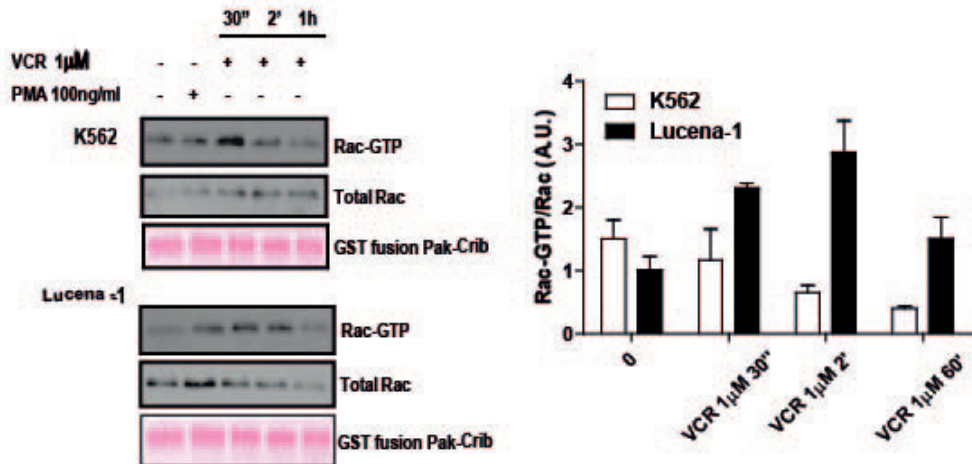 30" 2' 1h
VCR 1µM - - + + +
PMA 100ng/ml - + - - -
K562
Rac-GTP
Total Rac
GST fusion Pak-Crib
Lucena -1
Rac-GTP
Total Rac
GST fusion Pak-Crib
Rac-GTP/Rac (A.U.)
4
3
2
1
0
K562
Lucena-1
0
VCR 1µM 30"
VCR 1µM 2'
VCR 1µM 60'